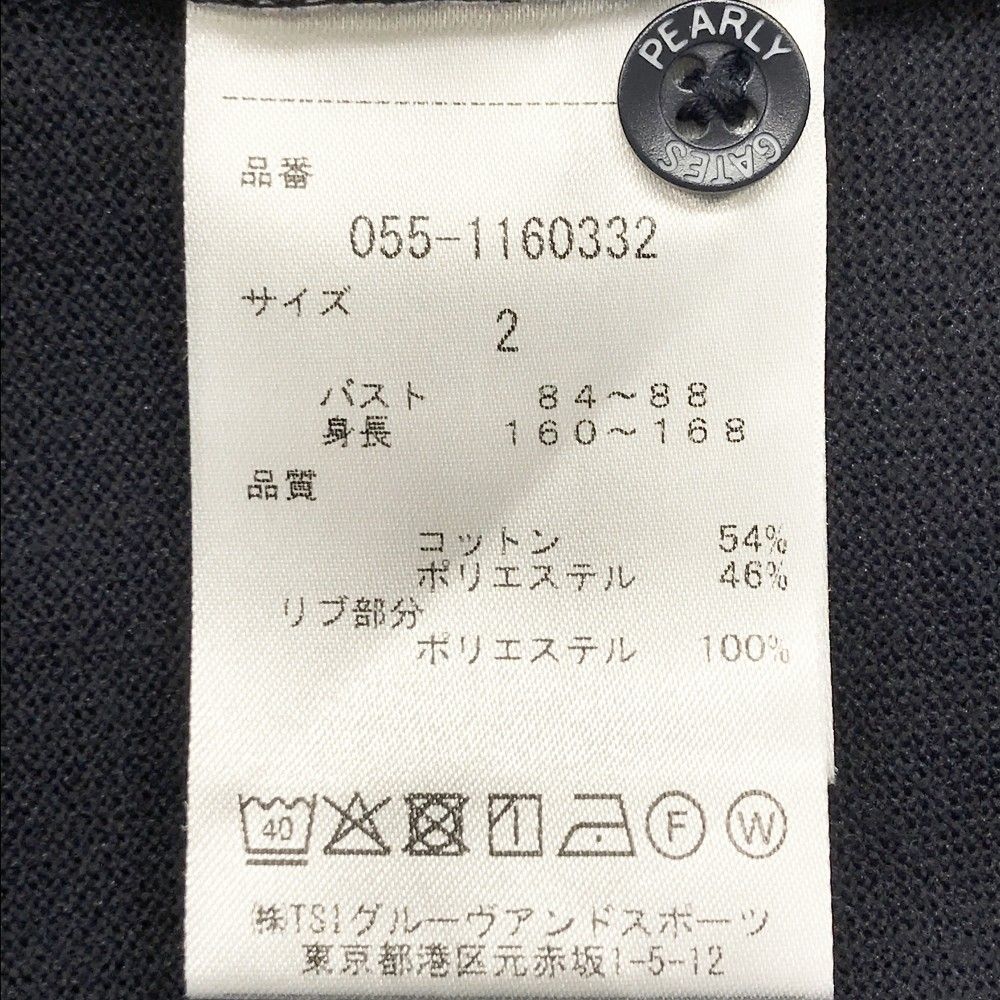 PEARLY
GATES
品番
055-1160332
サイズ
2
バスト 84~88
身長 160~168
品質
コットン 54%
ポリエステル 46%
リブ部分
ポリエステル 100%
40 F W
㈱TSIグルーヴアンドスポーツ
東京都港区元赤坂1-5-12